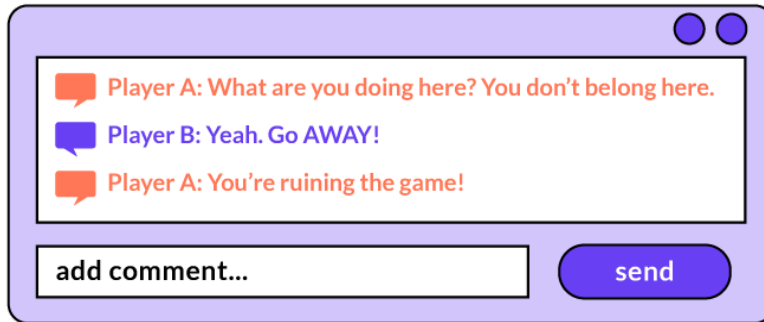 Player A: What are you doing here? You don’t belong here.
Player B: Yeah. Go AWAY!
Player A: You’re ruining the game!
add comment... send